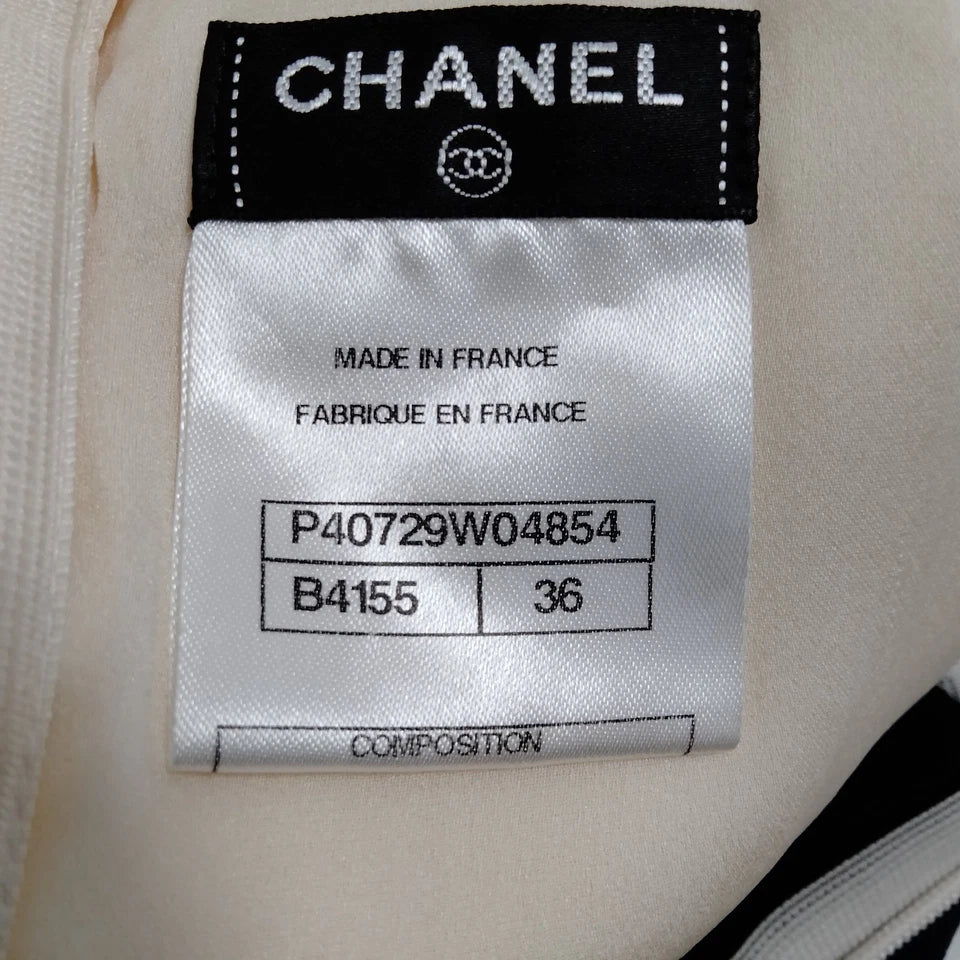 CHANEL
MADE IN FRANCE
FABRIQUE EN FRANCE
P40729W04854
B4155 36
COMPOSITION